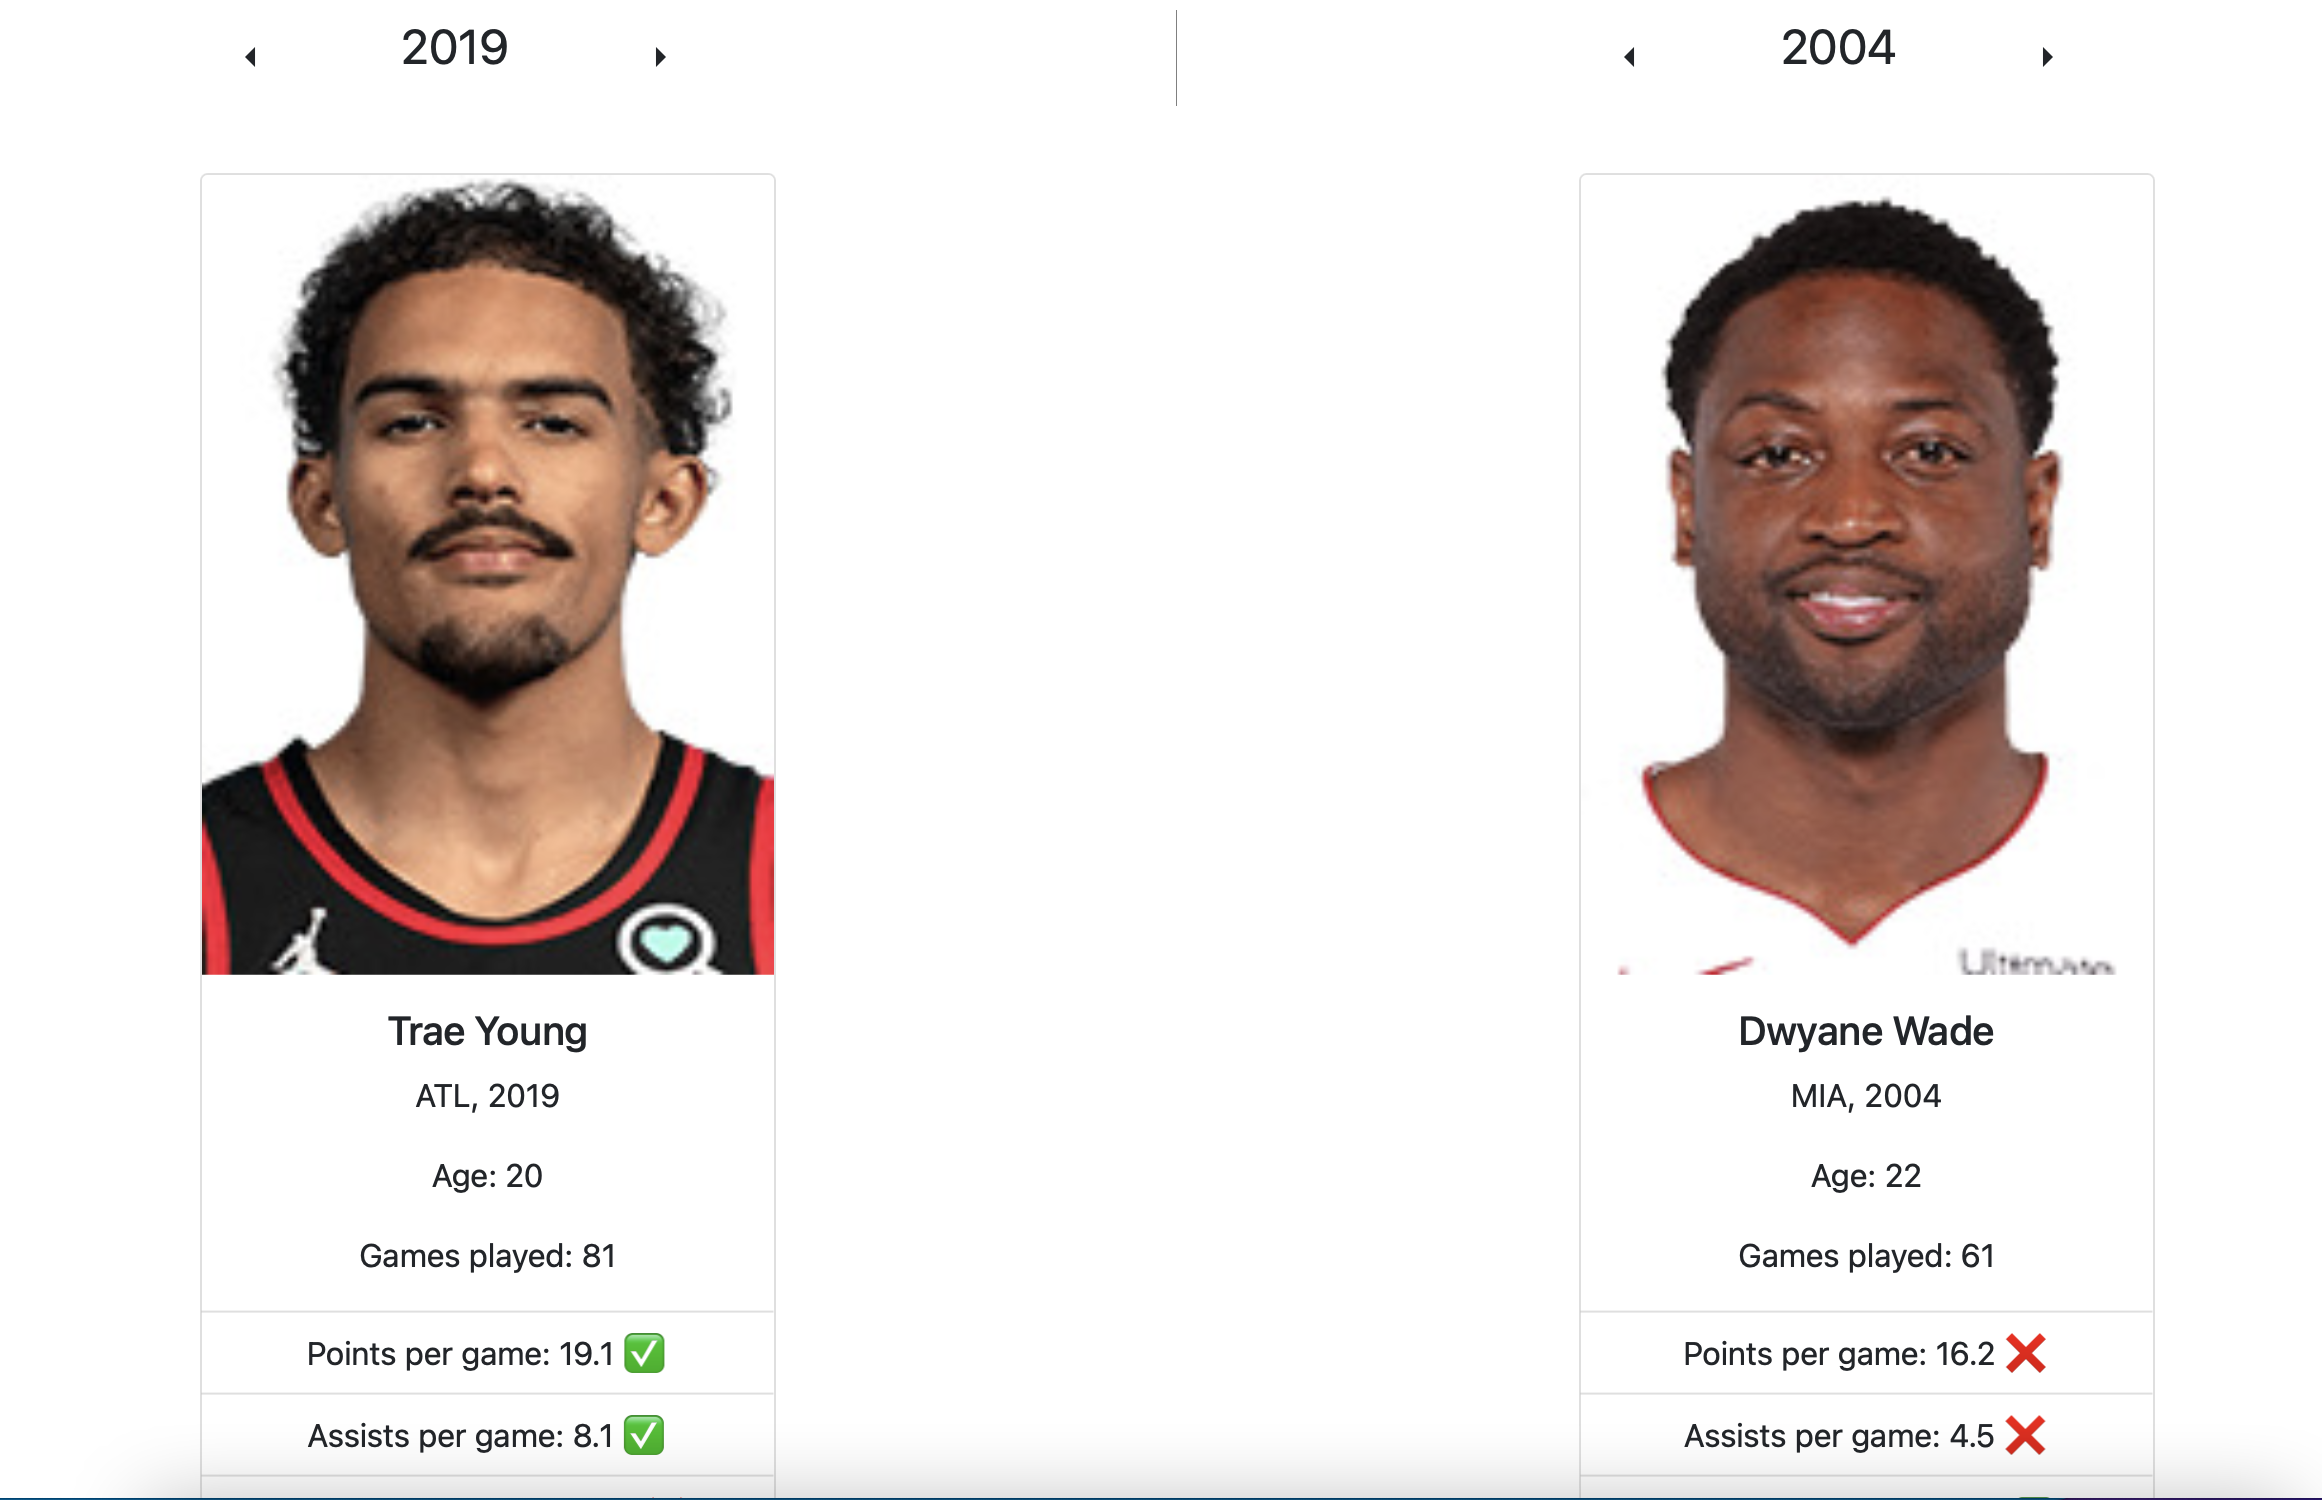 2019
2004
Trae Young
ATL, 2019
Age: 20
Games played: 81
Points per game: 19.1 ✅
Assists per game: 8.1 ✅
Dwyane Wade
MIA, 2004
Age: 22
Games played: 61
Points per game: 16.2 ❌
Assists per game: 4.5 ❌